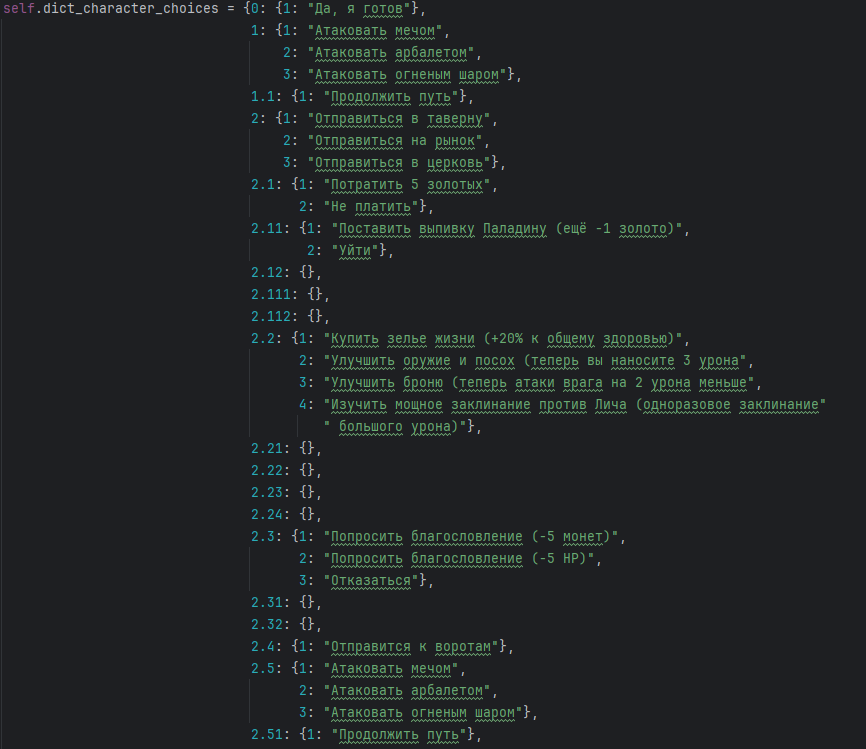 self.dict_character_choices = {0: {1: "Да, я готов"},
1: {1: "Атаковать мечом",
2: "Атаковать арбалетом",
3: "Атаковать огненым шаром"},
1.1: {1: "Продолжить путь"},
2: {1: "Отправиться в таверну",
2: "Отправиться на рынок",
3: "Отправиться в церковь"},
2.1: {1: "Потратить 5 золотых",
2: "Не платить"},
2.11: {1: "Поставить выпивку Паладину (ещё -1 золото)",
2: "Уйти"},
2.12: {},
2.111: {},
2.112: {},
2.2: {1: "Купить зелье жизни (+20% к общему здоровью)",
2: "Улучшить оружие и посох (теперь вы наносите 3 урона",
3: "Улучшить броню (теперь атаки врага на 2 урона меньше",
4: "Изучить мощное заклинание против Лича (одноразовое заклинание"
" большого урона)"},
2.21: {},
2.22: {},
2.23: {},
2.24: {},
2.3: {1: "Попросить благословление (-5 монет)",
2: "Попросить благословление (-5 HP)",
3: "Отказаться"},
2.31: {},
2.32: {},
2.4: {1: "Отправится к воротам"},
2.5: {1: "Атаковать мечом",
2: "Атаковать арбалетом",
3: "Атаковать огненым шаром"},
2.51: {1: "Продолжить путь"},